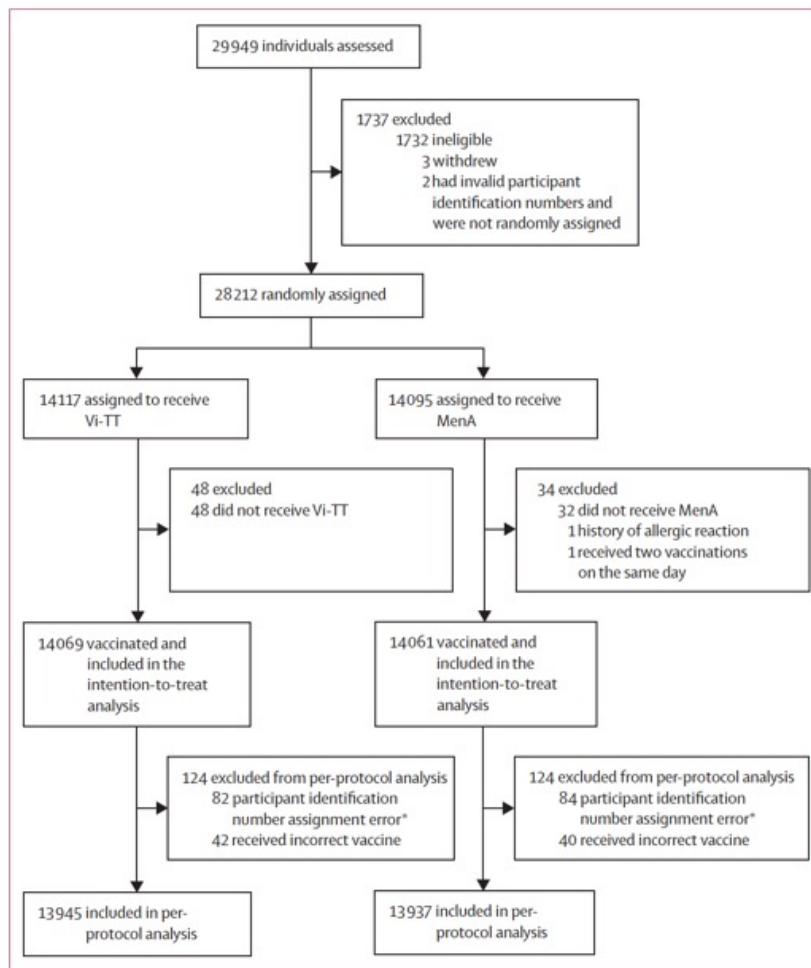 29949 individuals assessed
1737 excluded
1732 ineligible
3 withdrew
2 had invalid participant
identification numbers and
were not randomly assigned
28212 randomly assigned
14117 assigned to receive
Vi-TT
14095 assigned to receive
MenA
48 excluded
48 did not receive Vi-TT
34 excluded
32 did not receive MenA
1 history of allergic reaction
1 received two vaccinations
on the same day
14069 vaccinated and
included in the
intention-to-treat
analysis
14061 vaccinated and
included in the
intention-to-treat
analysis
124 excluded from per-protocol analysis
82 participant identification
number assignment error*
42 received incorrect vaccine
124 excluded from per-protocol analysis
84 participant identification
number assignment error*
40 received incorrect vaccine
13945 included in per-
protocol analysis
13937 included in per-
protocol analysis